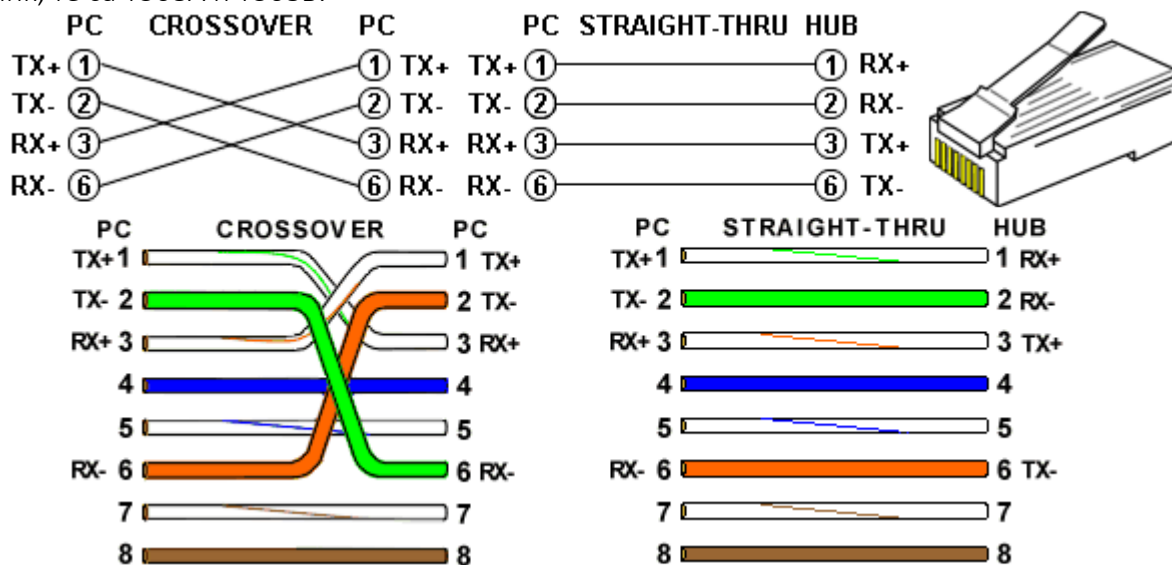 PC CROSSOVER PC
TX+ 1 1 TX+
TX- 2 2 TX-
RX+ 3 3 RX+
RX- 6 6 RX-
PC STRAIGHT-THRU HUB
TX+ 1 1 RX+
TX- 2 2 RX-
RX+ 3 3 TX+
RX- 6 6 TX-
PC CROSSOVER PC
TX+ 1 1 TX+
TX- 2 2 TX-
RX+ 3 3 RX+
4 4
5 5
RX- 6 6 RX-
7 7
8 8
PC STRAIGHT-THRU HUB
TX+ 1 1 RX+
TX- 2 2 RX-
RX+ 3 3 TX+
4 4
5 5
RX- 6 6 TX-
7 7
8 8